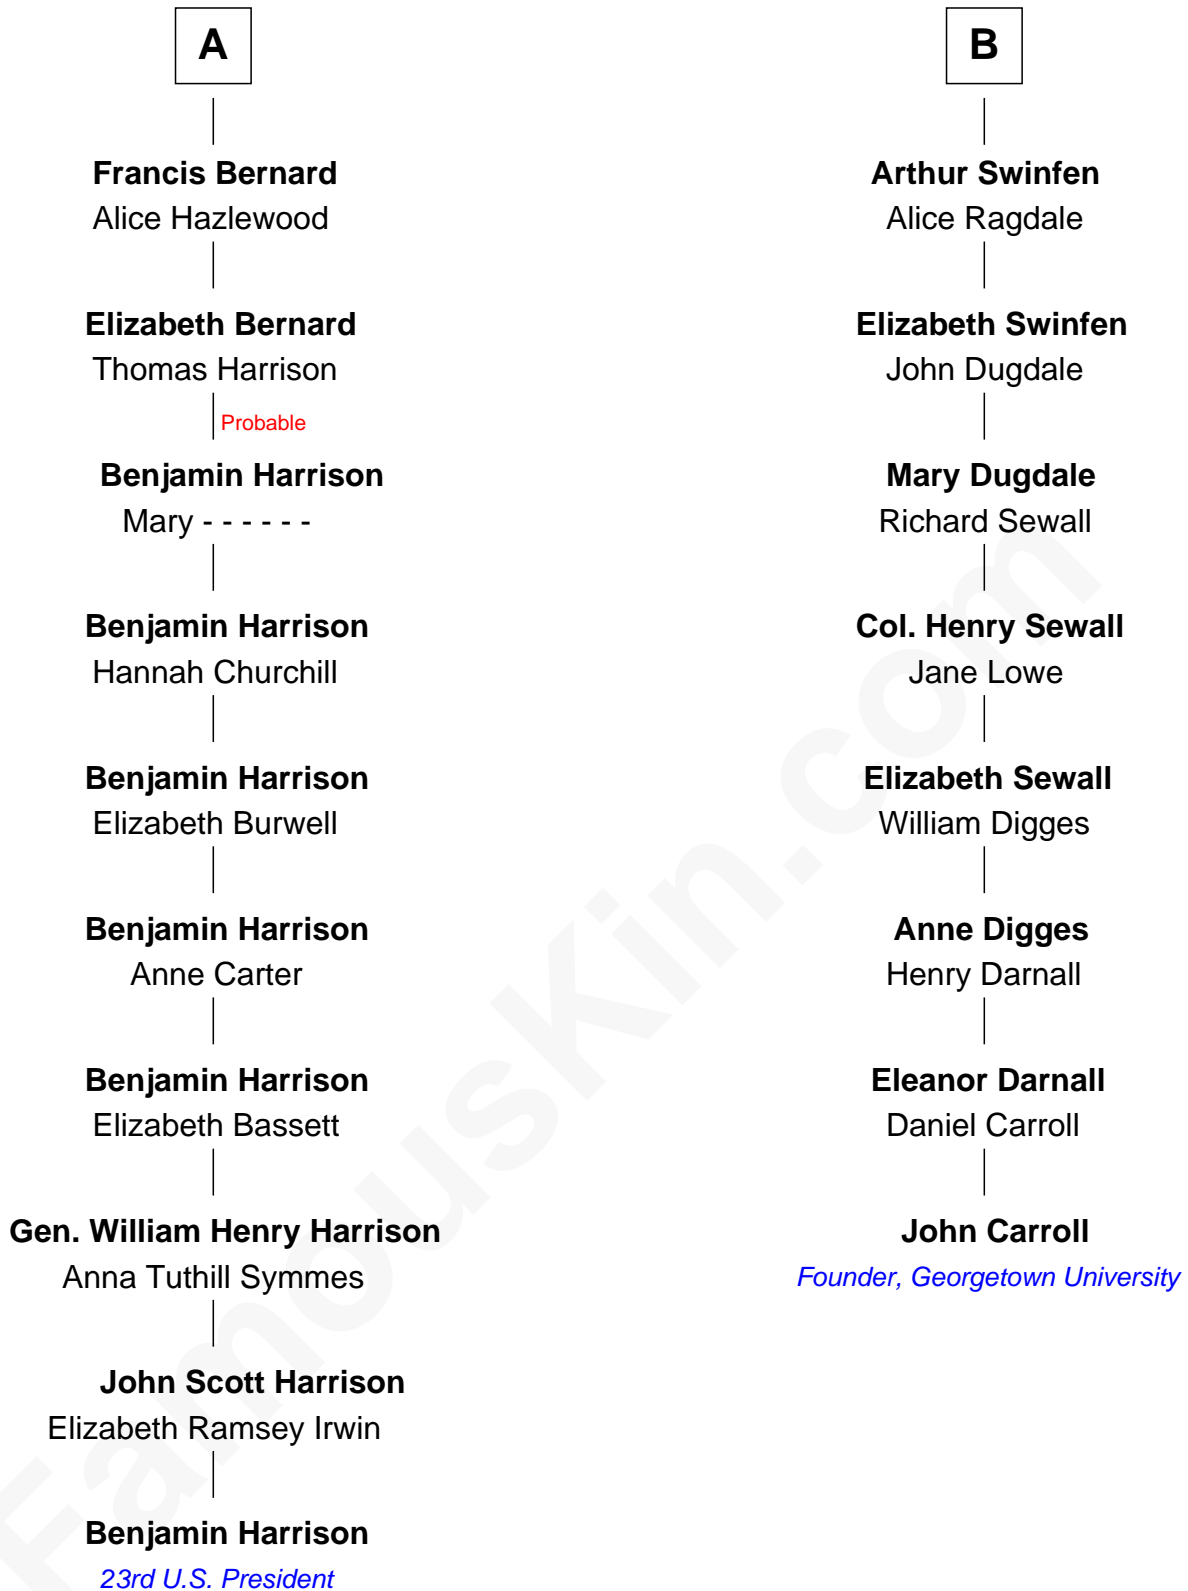 A
Francis Bernard
Alice Hazlewood
Elizabeth Bernard
Thomas Harrison
Probable
Benjamin Harrison
Mary - - - - - -
Benjamin Harrison
Hannah Churchill
Benjamin Harrison
Elizabeth Burwell
Benjamin Harrison
Anne Carter
Benjamin Harrison
Elizabeth Bassett
Gen. William Henry Harrison
Anna Tuthill Symmes
John Scott Harrison
Elizabeth Ramsey Irwin
Benjamin Harrison
23rd U.S. President
B
Arthur Swinfen
Alice Ragdale
Elizabeth Swinfen
John Dugdale
Mary Dugdale
Richard Sewall
Col. Henry Sewall
Jane Lowe
Elizabeth Sewall
William Digges
Anne Digges
Henry Darnall
Eleanor Darnall
Daniel Carroll
John Carroll
Founder, Georgetown University
FamousKin.com